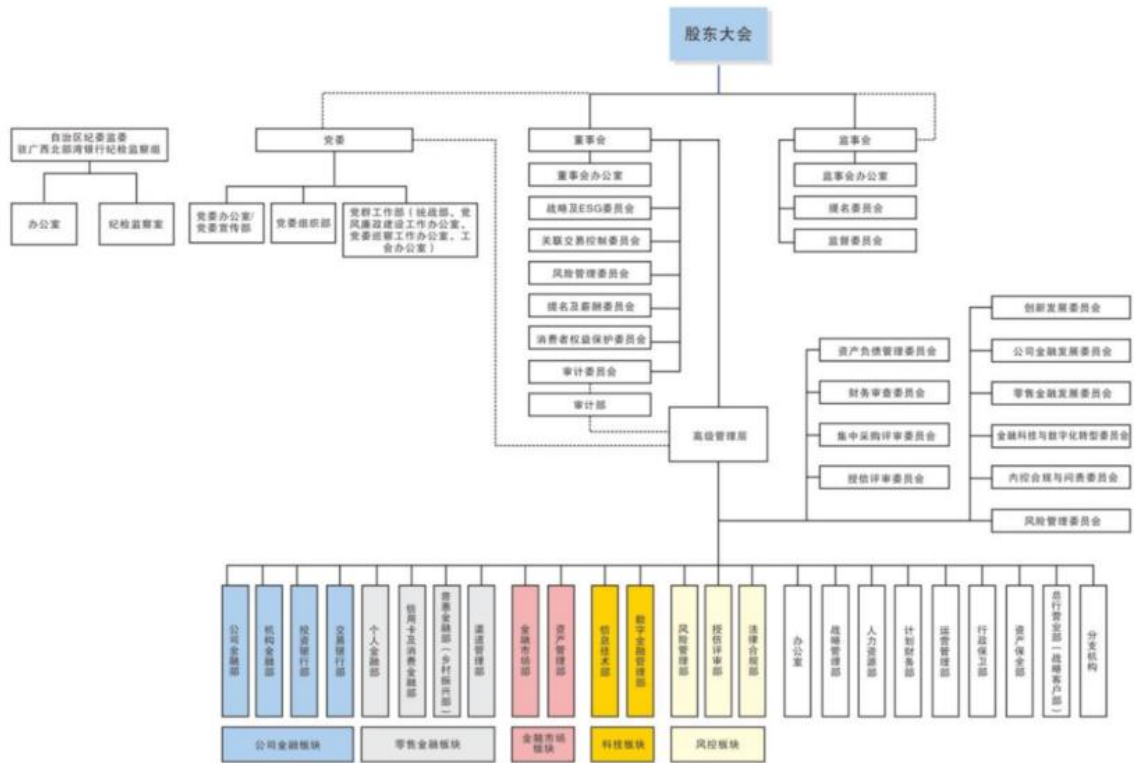 股东大会
自治区纪委监委
驻广西北部湾银行纪检监察组
党委
董事会
监事会
办公室
纪检监察室
党委办公室/
党委宣传部
党委组织部
党群工作部（统战部、党
风廉政建设工作办公室、
党委巡察工作办公室、工
会办公室）
董事会办公室
战略及ESG委员会
关联交易控制委员会
风险管理委员会
提名及薪酬委员会
消费者权益保护委员会
审计委员会
审计部
监事会办公室
提名委员会
监督委员会
高级管理层
资产负债管理委员会
财务审查委员会
集中采购评审委员会
授信评审委员会
创新发展委员会
公司金融发展委员会
零售金融发展委员会
金融科技与数字化转型委员会
内控合规与问责委员会
风险管理委员会
公司金融部
机构金融部
投资银行部
交易银行部
个人金融部
信用卡及消费金融部
普惠金融部（乡村振兴部）
渠道管理部
金融市场部
资产管理部
信息技术部
数字金融管理部
风险管理部
授信评审部
法律合规部
办公室
战略管理部
人力资源部
计划财务部
运营管理部
行政保卫部
资产保全部
总行营业部（战略客户部）
分支机构
公司金融板块
零售金融板块
金融市场
板块
科技板块
风控板块